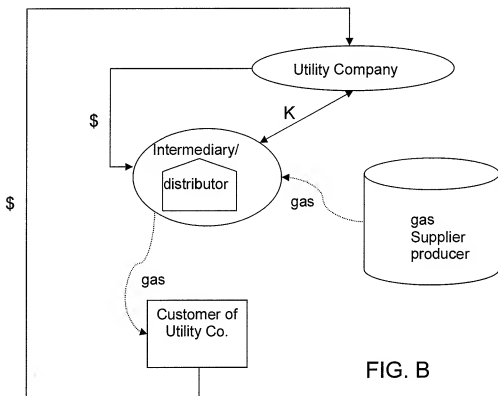 Utility Company
K
$
Intermediary/
distributor
$
gas
gas
Supplier
producer
gas
Customer of
Utility Co.
FIG. B